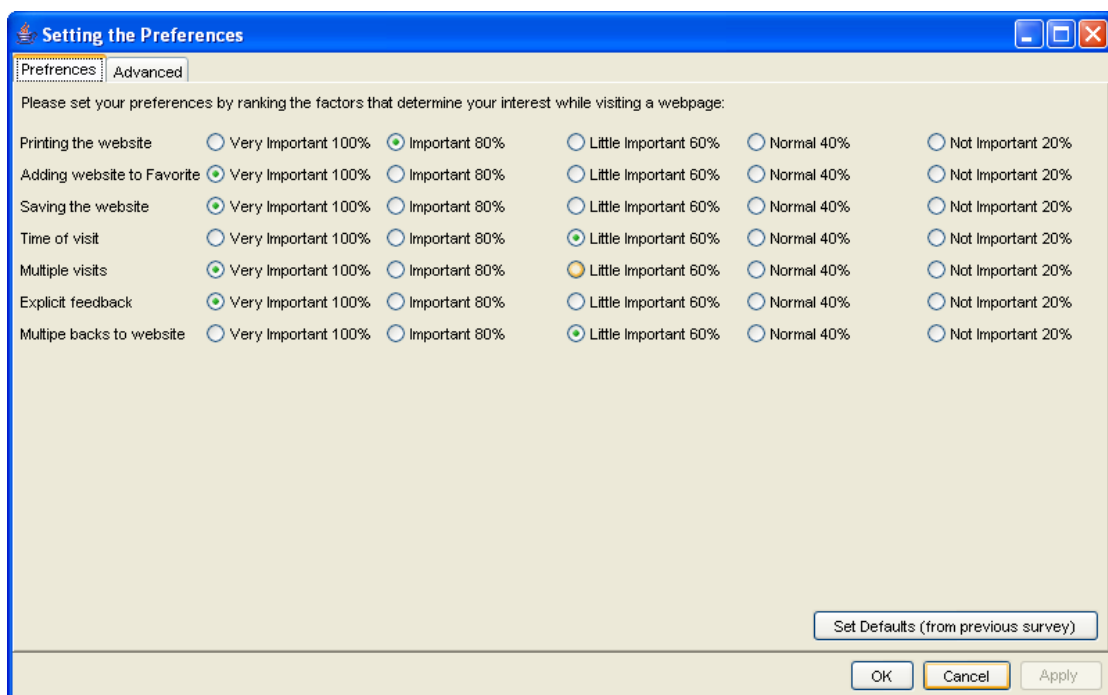 Setting the Preferences
Prefrences Advanced
Please set your preferences by ranking the factors that determine your interest while visiting a webpage:
Printing the website Very Important 100% Important 80% Little Important 60% Normal 40% Not Important 20%
Adding website to Favorite Very Important 100% Important 80% Little Important 60% Normal 40% Not Important 20%
Saving the website Very Important 100% Important 80% Little Important 60% Normal 40% Not Important 20%
Time of visit Very Important 100% Important 80% Little Important 60% Normal 40% Not Important 20%
Multiple visits Very Important 100% Important 80% Little Important 60% Normal 40% Not Important 20%
Explicit feedback Very Important 100% Important 80% Little Important 60% Normal 40% Not Important 20%
Multipe backs to website Very Important 100% Important 80% Little Important 60% Normal 40% Not Important 20%
Set Defaults (from previous survey)
OK Cancel Apply